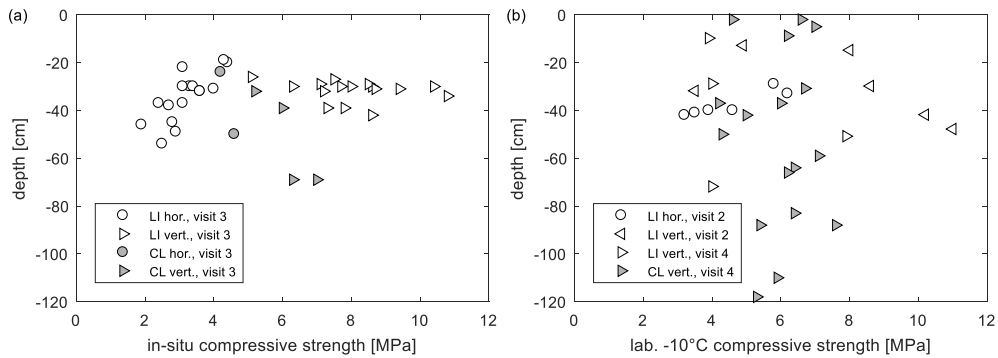 (a)
0
-20
-40
-60
-80
-100
-120
depth [cm]
LI hor., visit 3
LI vert., visit 3
CL hor., visit 3
CL vert., visit 3
0 2 4 6 8 10 12
in-situ compressive strength [MPa]
(b)
0
-20
-40
-60
-80
-100
-120
depth [cm]
LI hor., visit 2
LI vert., visit 2
LI vert., visit 4
CL vert., visit 4
0 2 4 6 8 10 12
lab. -10°C compressive strength [MPa]